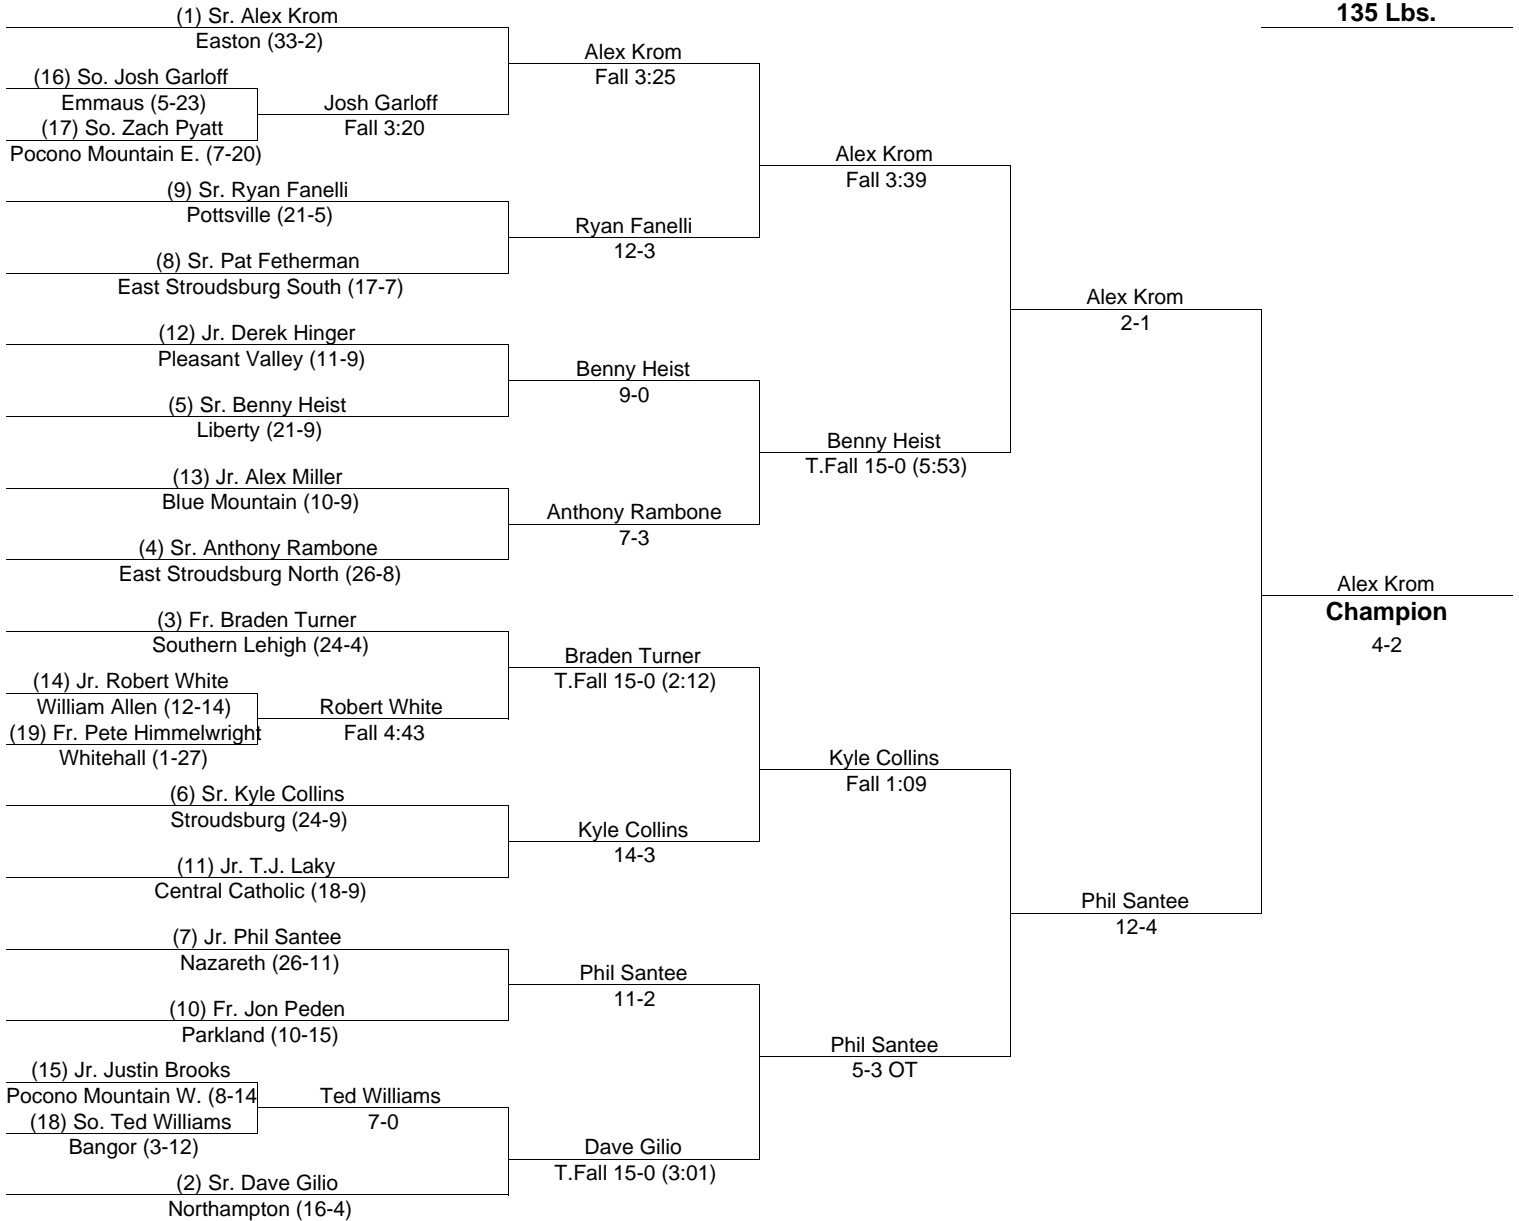 135 Lbs.
(1) Sr. Alex Krom
Easton (33-2)
(16) So. Josh Garloff
Emmaus (5-23)
(17) So. Zach Pyatt
Pocono Mountain E. (7-20)
(9) Sr. Ryan Fanelli
Pottsville (21-5)
(8) Sr. Pat Fetherman
East Stroudsburg South (17-7)
(12) Jr. Derek Hinger
Pleasant Valley (11-9)
(5) Sr. Benny Heist
Liberty (21-9)
(13) Jr. Alex Miller
Blue Mountain (10-9)
(4) Sr. Anthony Rambone
East Stroudsburg North (26-8)
(3) Fr. Braden Turner
Southern Lehigh (24-4)
(14) Jr. Robert White
William Allen (12-14)
(19) Fr. Pete Himmelwright
Whitehall (1-27)
(6) Sr. Kyle Collins
Stroudsburg (24-9)
(11) Jr. T.J. Laky
Central Catholic (18-9)
(7) Jr. Phil Santee
Nazareth (26-11)
(10) Fr. Jon Peden
Parkland (10-15)
(15) Jr. Justin Brooks
Pocono Mountain W. (8-14
(18) So. Ted Williams
Bangor (3-12)
(2) Sr. Dave Gilio
Northampton (16-4)
Josh Garloff
Fall 3:20
Robert White
Fall 4:43
Ted Williams
7-0
Alex Krom
Fall 3:25
Ryan Fanelli
12-3
Benny Heist
9-0
Anthony Rambone
7-3
Braden Turner
T.Fall 15-0 (2:12)
Kyle Collins
14-3
Phil Santee
11-2
Dave Gilio
T.Fall 15-0 (3:01)
Alex Krom
Fall 3:39
Benny Heist
T.Fall 15-0 (5:53)
Kyle Collins
Fall 1:09
Phil Santee
5-3 OT
Alex Krom
2-1
Phil Santee
12-4
Alex Krom
Champion
4-2